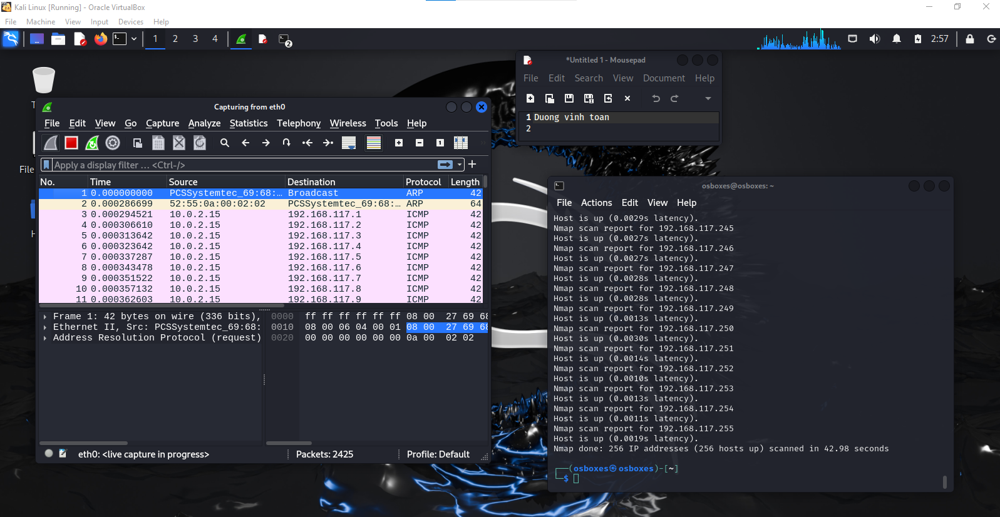 Kali Linux [Running] - Oracle VirtualBox
File Machine View Input Devices Help
1 2 3 4 2 2:57
*Untitled 1 - Mousepad
File Edit Search View Document Help
1 Duong vinh toan
2
File
Capturing from eth0
File Edit View Go Capture Analyze Statistics Telephony Wireless Tools Help
Apply a display filter … <Ctrl-/>
No. Time Source Destination Protocol Length
1 0.000000000 PCSSystemtec_69:68:… Broadcast ARP 42
2 0.000286699 52:55:0a:00:02:02 PCSSystemtec_69:68:… ARP 64
3 0.000294521 10.0.2.15 192.168.117.1 ICMP 42
4 0.000306610 10.0.2.15 192.168.117.2 ICMP 42
5 0.000313642 10.0.2.15 192.168.117.3 ICMP 42
6 0.000323642 10.0.2.15 192.168.117.4 ICMP 42
7 0.000337287 10.0.2.15 192.168.117.5 ICMP 42
8 0.000343478 10.0.2.15 192.168.117.6 ICMP 42
9 0.000351522 10.0.2.15 192.168.117.7 ICMP 42
10 0.000357132 10.0.2.15 192.168.117.8 ICMP 42
11 0.000362603 10.0.2.15 192.168.117.9 ICMP 42
Frame 1: 42 bytes on wire (336 bits),
Ethernet II, Src: PCSSystemtec_69:68:
Address Resolution Protocol (request)
0000 ff ff ff ff ff ff 08 00 27 69 68
0010 08 00 06 04 00 01 08 00 27 69 68
0020 00 00 00 00 00 00 0a 00 02 02
eth0: <live capture in progress> Packets: 2425 Profile: Default
osboxes@osboxes: ~
File Actions Edit View Help
Host is up (0.0029s latency).
Nmap scan report for 192.168.117.245
Host is up (0.0027s latency).
Nmap scan report for 192.168.117.246
Host is up (0.0027s latency).
Nmap scan report for 192.168.117.247
Host is up (0.0028s latency).
Nmap scan report for 192.168.117.248
Host is up (0.0028s latency).
Nmap scan report for 192.168.117.249
Host is up (0.0013s latency).
Nmap scan report for 192.168.117.250
Host is up (0.0030s latency).
Nmap scan report for 192.168.117.251
Host is up (0.0014s latency).
Nmap scan report for 192.168.117.252
Host is up (0.0010s latency).
Nmap scan report for 192.168.117.253
Host is up (0.0013s latency).
Nmap scan report for 192.168.117.254
Host is up (0.0011s latency).
Nmap scan report for 192.168.117.255
Host is up (0.0019s latency).
Nmap done: 256 IP addresses (256 hosts up) scanned in 42.98 seconds
┌──(osboxes㉿osboxes)-[~]
└─$